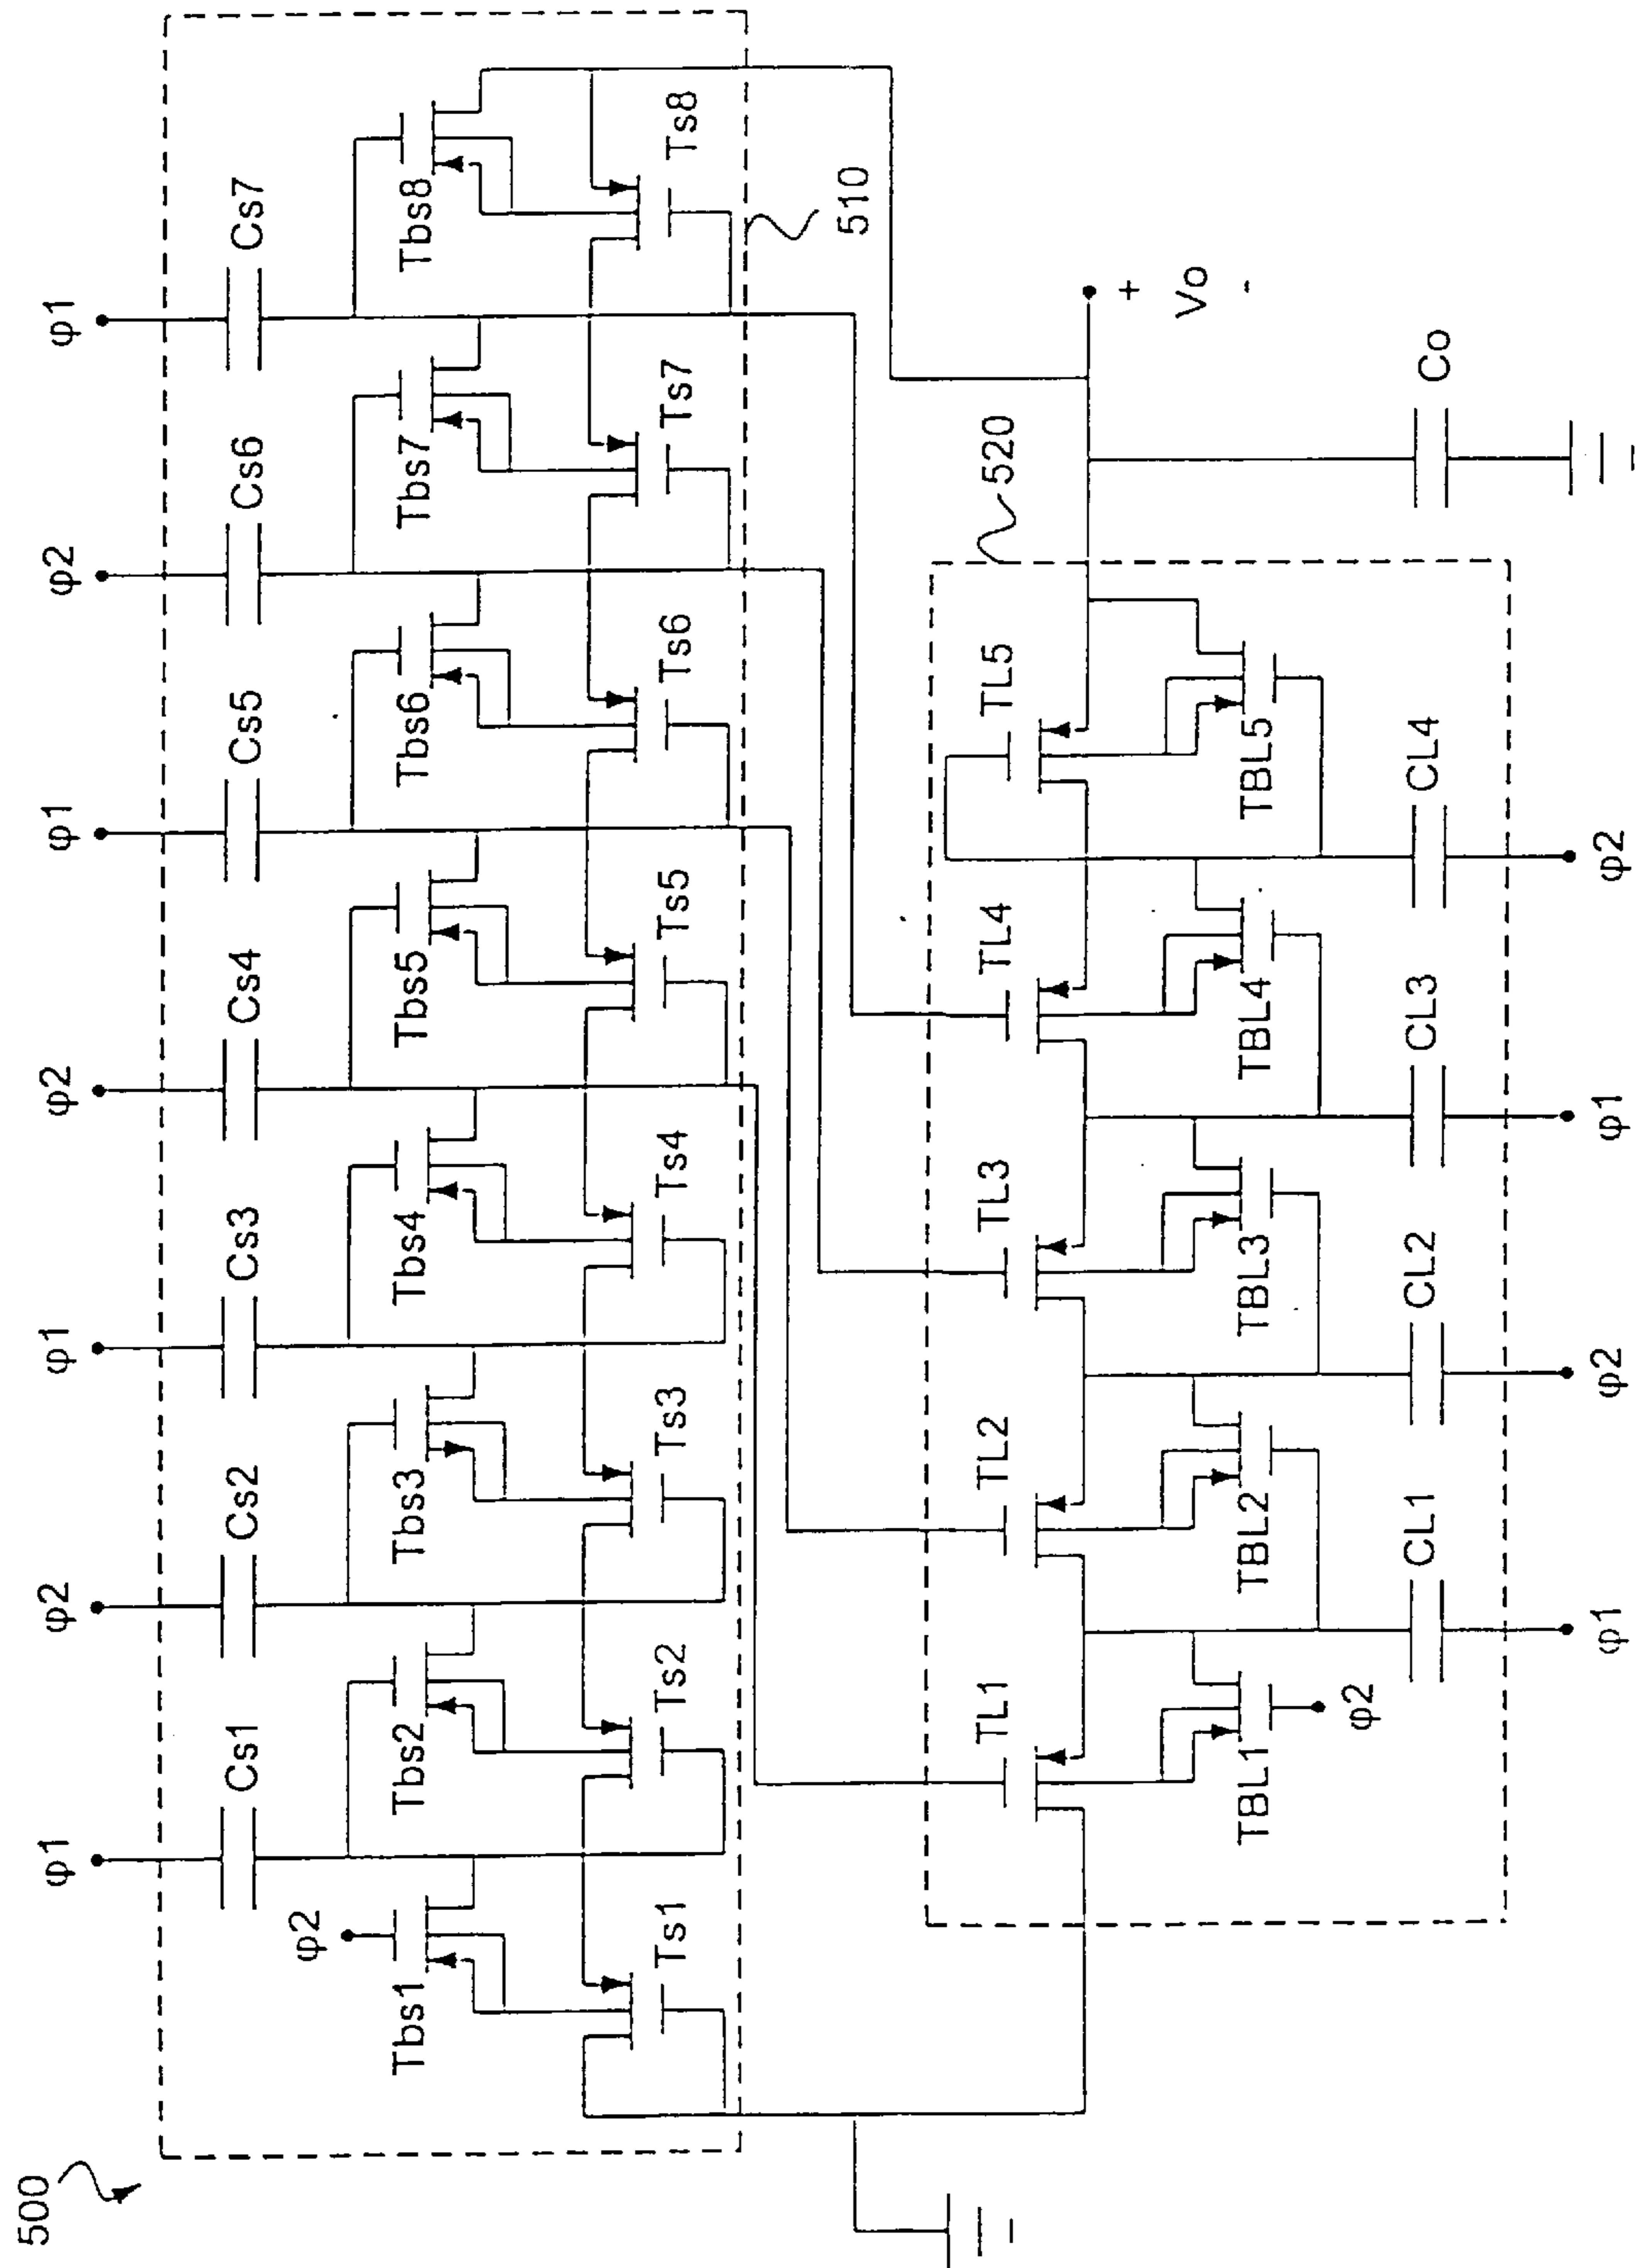 500
φ1 φ2 φ1 φ2 φ1 φ2 φ1
Cs1 Cs2 Cs3 Cs4 Cs5 Cs6 Cs7
φ2
Tbs1 Tbs2 Tbs3 Tbs4 Tbs5 Tbs6 Tbs7 Tbs8
Ts1 Ts2 Ts3 Ts4 Ts5 Ts6 Ts7 Ts8
510
520
TL1 TL2 TL3 TL4 TL5
+
Vo
-
TBL1 TBL2 TBL3 TBL4 TBL5
φ2
CL1 CL2 CL3 CL4 Co
φ1 φ2 φ1 φ2